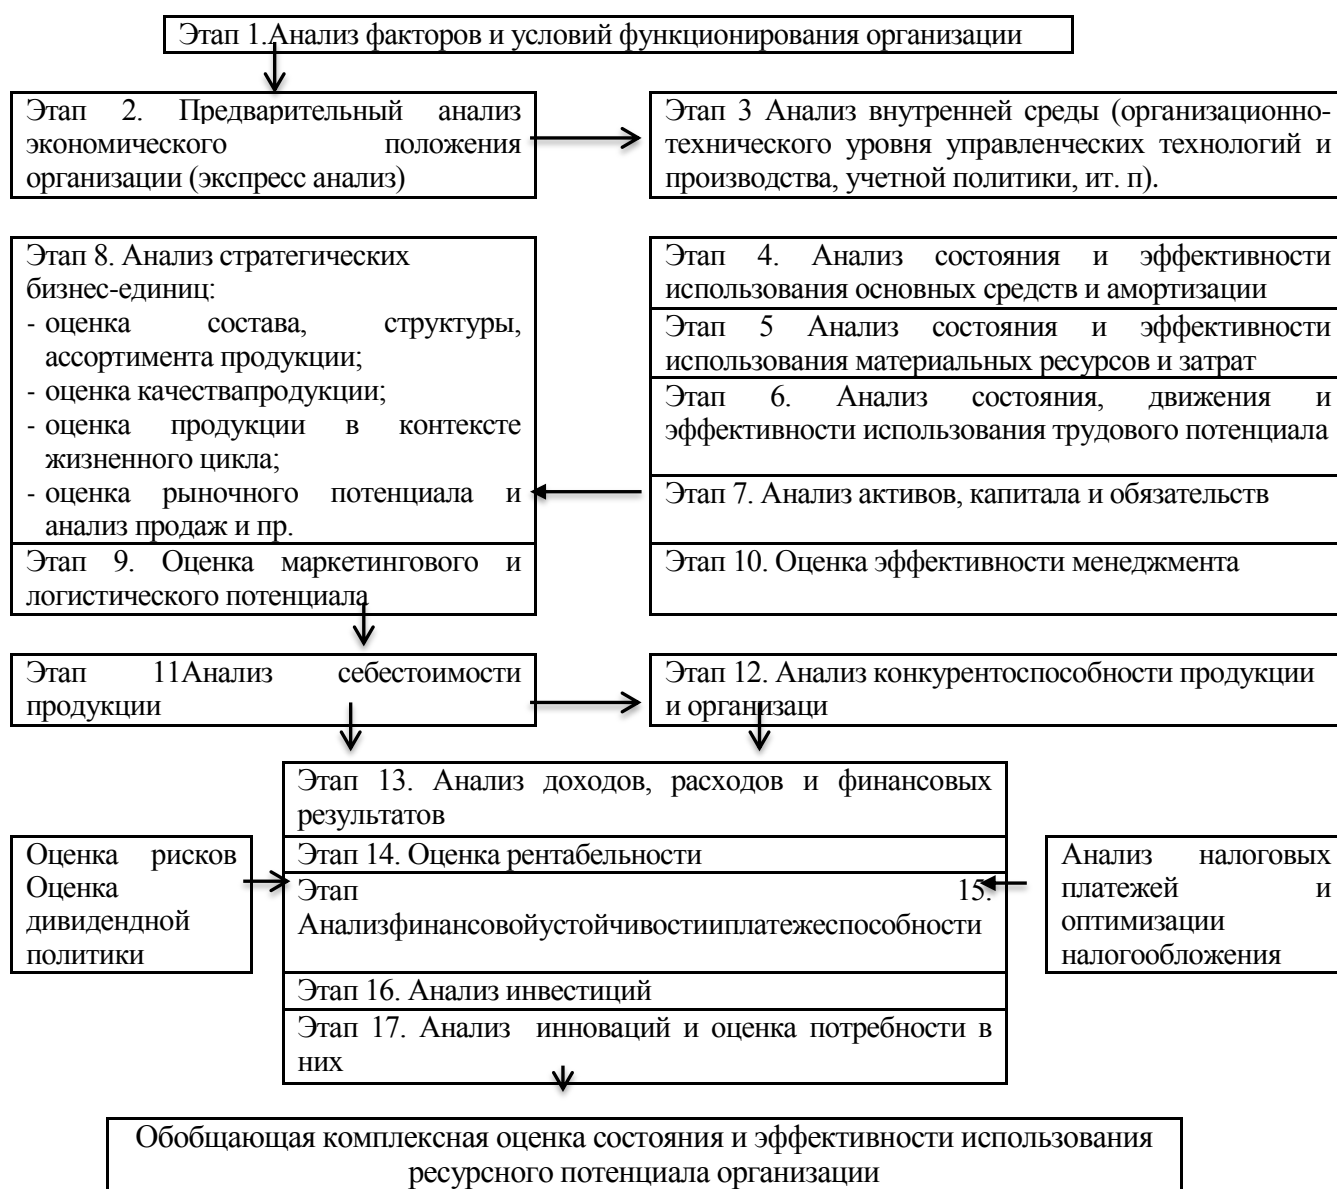 Этап 1.Анализ факторов и условий функционирования организации
Этап 2. Предварительный анализ
экономического положения
организации (экспресс анализ)
Этап 3 Анализ внутренней среды (организационно-
технического уровня управленческих технологий и
производства, учетной политики, ит. п).
Этап 8. Анализ стратегических
бизнес-единиц:
- оценка состава, структуры,
ассортимента продукции;
- оценка качествапродукции;
- оценка продукции в контексте
жизненного цикла;
- оценка рыночного потенциала и
анализ продаж и пр.
Этап 9. Оценка маркетингового и
логистического потенциала
Этап 4. Анализ состояния и эффективности
использования основных средств и амортизации
Этап 5 Анализ состояния и эффективности
использования материальных ресурсов и затрат
Этап 6. Анализ состояния, движения и
эффективности использования трудового потенциала
Этап 7. Анализ активов, капитала и обязательств
Этап 10. Оценка эффективности менеджмента
Этап 11Анализ себестоимости
продукции
Этап 12. Анализ конкурентоспособности продукции
и организаци
Этап 13. Анализ доходов, расходов и финансовых
результатов
Этап 14. Оценка рентабельности
Этап 15.
Анализфинансовойустойчивостииплатежеспособности
Этап 16. Анализ инвестиций
Этап 17. Анализ инноваций и оценка потребности в
них
Оценка рисков
Оценка
дивидендной
политики
Анализ налоговых
платежей и
оптимизации
налогообложения
Обобщающая комплексная оценка состояния и эффективности использования
ресурсного потенциала организации